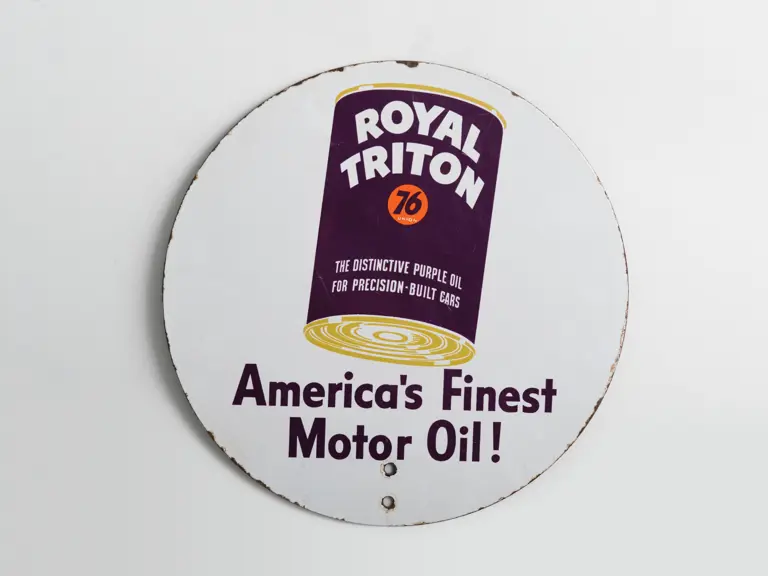 ROYAL
TRITON
76
UNION
THE DISTINCTIVE PURPLE OIL
FOR PRECISION-BUILT CARS
America's Finest
Motor Oil!